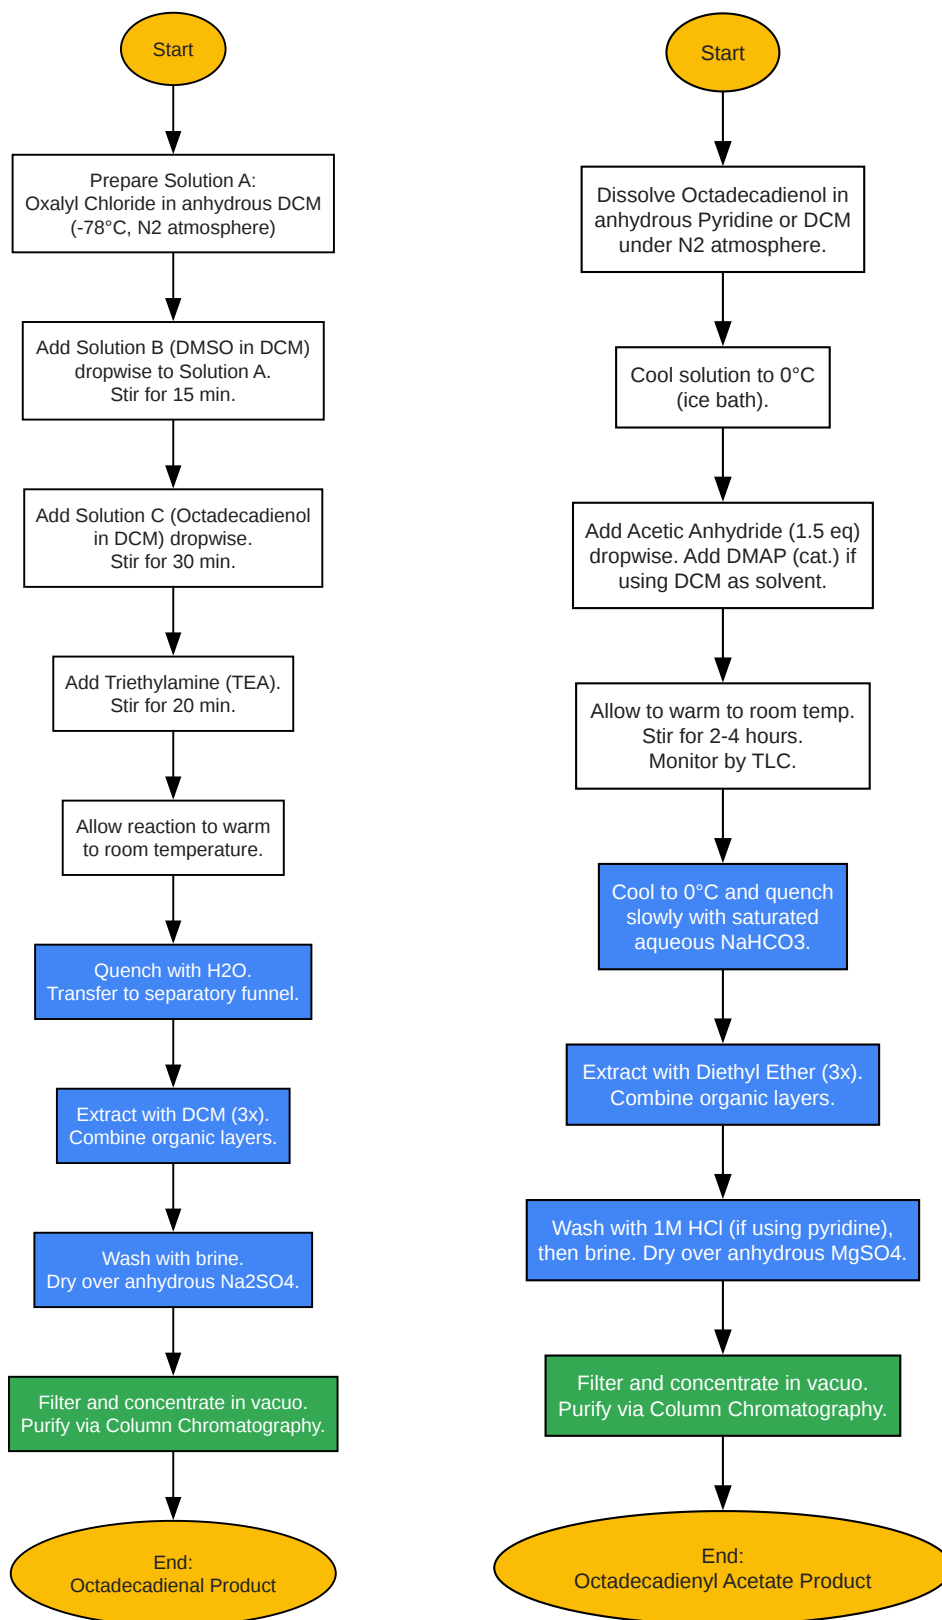 Start
Prepare Solution A:
Oxalyl Chloride in anhydrous DCM
(-78°C, N2 atmosphere)
Add Solution B (DMSO in DCM)
dropwise to Solution A.
Stir for 15 min.
Add Solution C (Octadecadienol
in DCM) dropwise.
Stir for 30 min.
Add Triethylamine (TEA).
Stir for 20 min.
Allow reaction to warm
to room temperature.
Quench with H2O.
Transfer to separatory funnel.
Extract with DCM (3x).
Combine organic layers.
Wash with brine.
Dry over anhydrous Na2SO4.
Filter and concentrate in vacuo.
Purify via Column Chromatography.
End:
Octadecadienal Product
Start
Dissolve Octadecadienol in
anhydrous Pyridine or DCM
under N2 atmosphere.
Cool solution to 0°C
(ice bath).
Add Acetic Anhydride (1.5 eq)
dropwise. Add DMAP (cat.) if
using DCM as solvent.
Allow to warm to room temp.
Stir for 2-4 hours.
Monitor by TLC.
Cool to 0°C and quench
slowly with saturated
aqueous NaHCO3.
Extract with Diethyl Ether (3x).
Combine organic layers.
Wash with 1M HCl (if using pyridine),
then brine. Dry over anhydrous MgSO4.
Filter and concentrate in vacuo.
Purify via Column Chromatography.
End:
Octadecadienyl Acetate Product